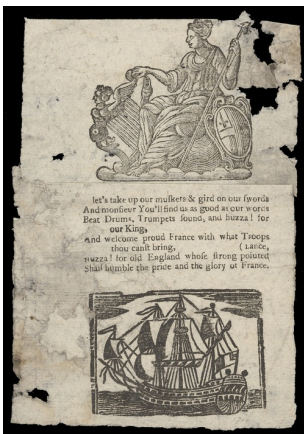 let's take up our muſkets & gird on our ſwords
And monſieur You'll find us as good as our words
Beat Drums, Trumpets ſound, and huzza! for
our King,
And welcome proud France with what Troops
thou canſt bring, (Lance,
Huzza! for old England whoſe ſtrong pointed
Shall humble the pride and the glory of France.